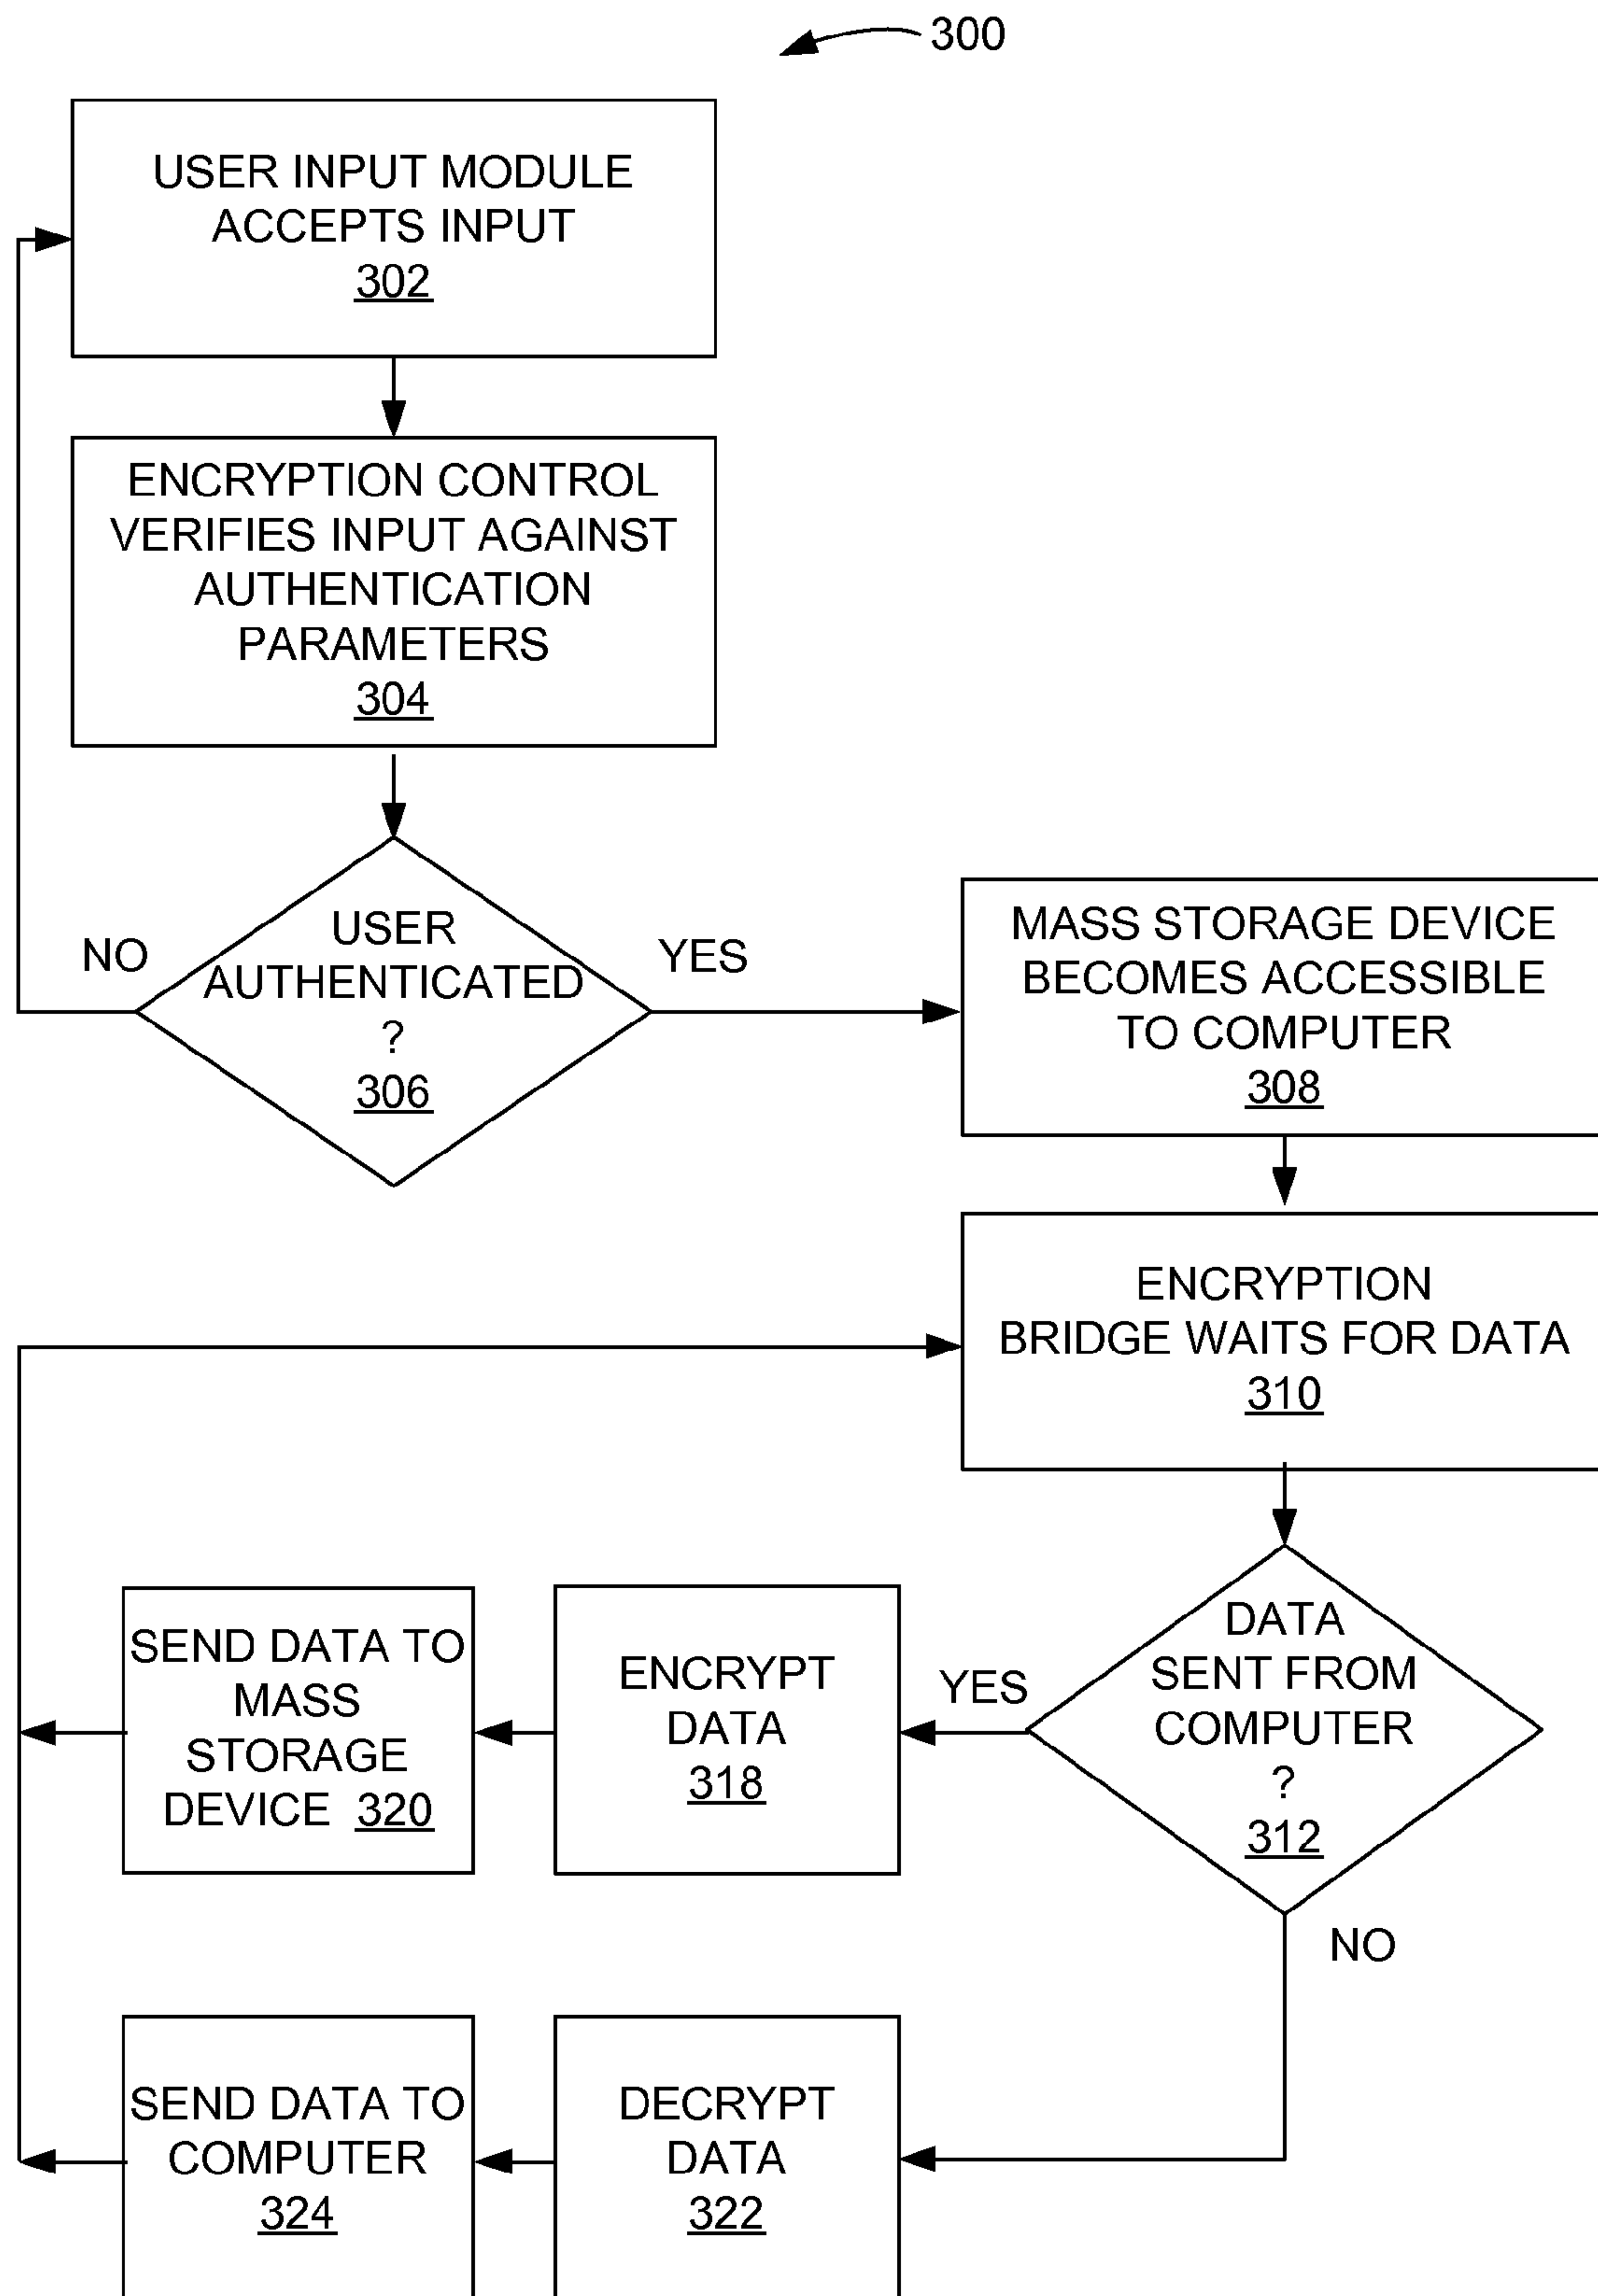 300
USER INPUT MODULE
ACCEPTS INPUT
302
ENCRYPTION CONTROL
VERIFIES INPUT AGAINST
AUTHENTICATION
PARAMETERS
304
USER
AUTHENTICATED
?
306
NO
YES
MASS STORAGE DEVICE
BECOMES ACCESSIBLE
TO COMPUTER
308
ENCRYPTION
BRIDGE WAITS FOR DATA
310
DATA
SENT FROM
COMPUTER
?
312
YES
NO
ENCRYPT
DATA
318
SEND DATA TO
MASS
STORAGE
DEVICE 320
DECRYPT
DATA
322
SEND DATA TO
COMPUTER
324